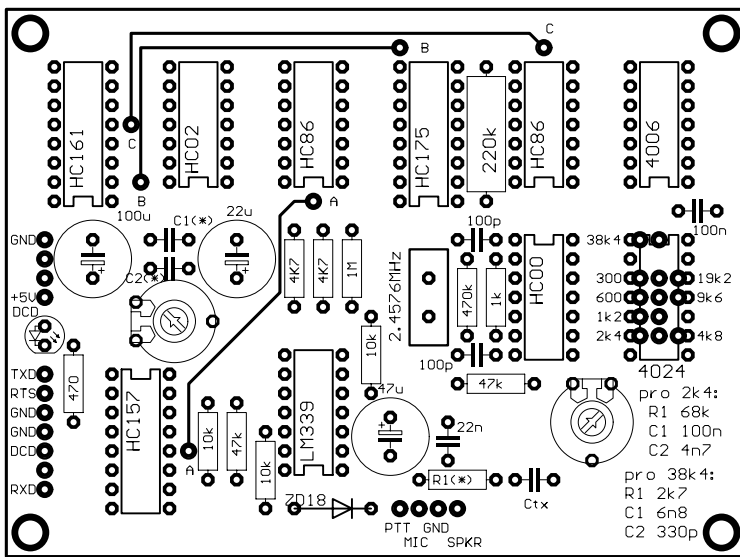 C
B
HC161
HC02
HC86
HC175
220k
HC86
4006
C
B
A
100u
C1(*)
22u
100p
100n
GND
38k4
C2(*)
4K7
4K7
1M
2.4576MHz
470k
1k
HC00
300
19k2
+5V
600
9k6
DCD
1k2
10k
2k4
4k8
100p
4024
TXD
470
47k
RTS
HC157
47u
pro 2k4:
GND
R1 68k
GND
10k
47k
LM339
22n
C1 100n
DCD
A
10k
C2 4n7
RXD
R1(*)
pro 38k4:
ZD18
Ctx
R1 2k7
PTT GND
C1 6n8
MIC SPKR
C2 330p